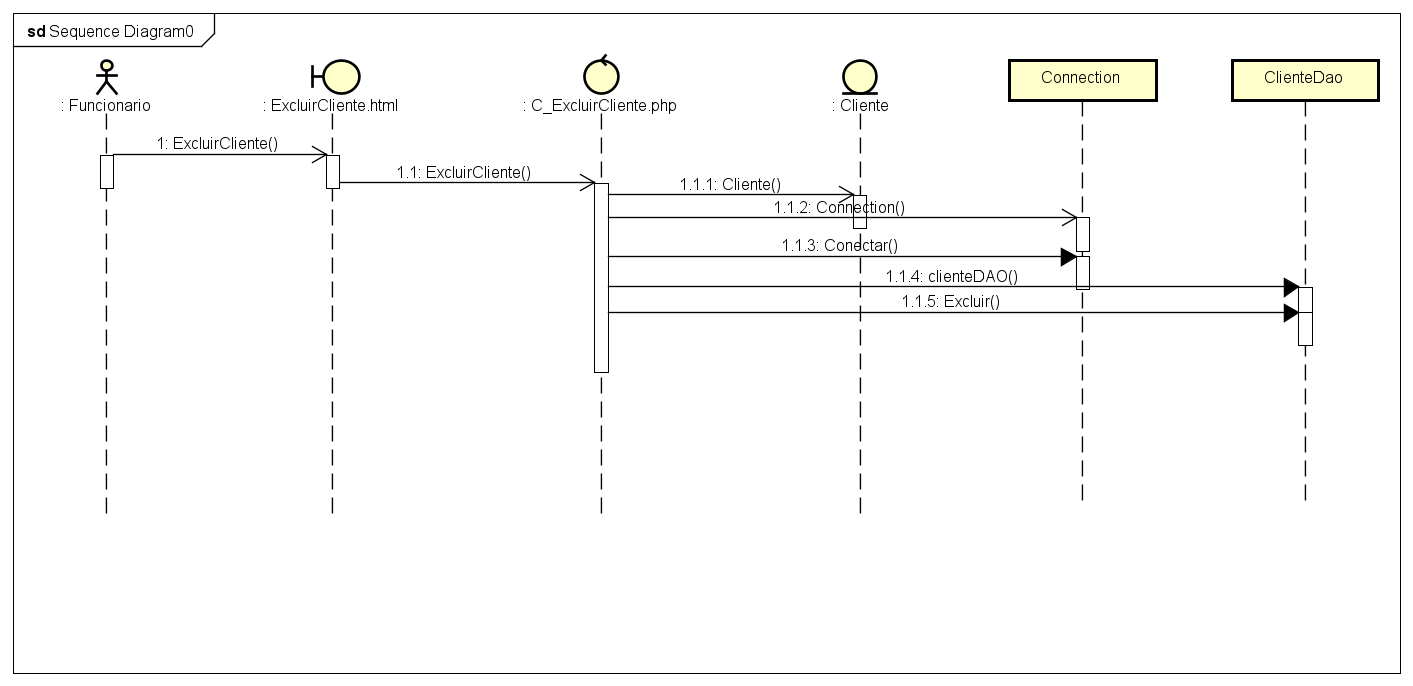 sd Sequence Diagram0
: Funcionario
: ExcluirCliente.html
: C_ExcluirCliente.php
: Cliente
Connection
ClienteDao
1: ExcluirCliente()
1.1: ExcluirCliente()
1.1.1: Cliente()
1.1.2: Connection()
1.1.3: Conectar()
1.1.4: clienteDAO()
1.1.5: Excluir()